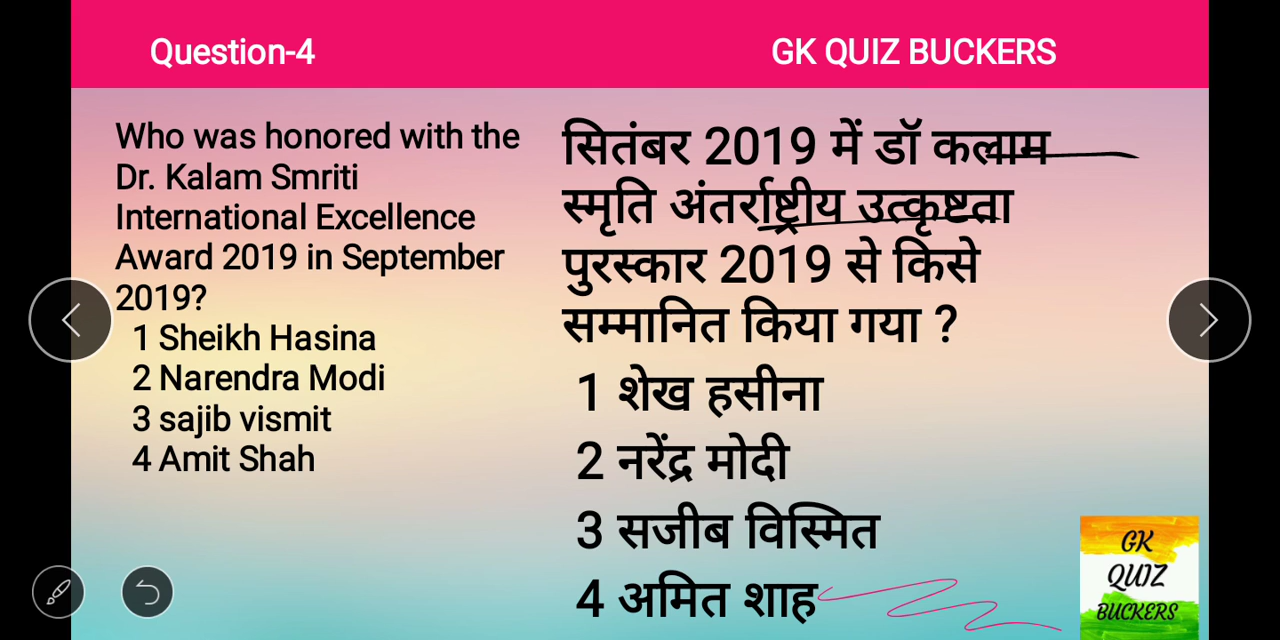 Question-4
GK QUIZ BUCKERS
Who was honored with the
Dr. Kalam Smriti
International Excellence
Award 2019 in September
2019?
1 Sheikh Hasina
2 Narendra Modi
3 sajib vismit
4 Amit Shah
सितंबर 2019 में डॉ कलाम
स्मृति अंतर्राष्ट्रीय उत्कृष्टता
पुरस्कार 2019 से किसे
सम्मानित किया गया ?
1 शेख हसीना
2 नरेंद्र मोदी
3 सजीब विस्मित
4 अमित शाह
GK
QUIZ
BUCKERS